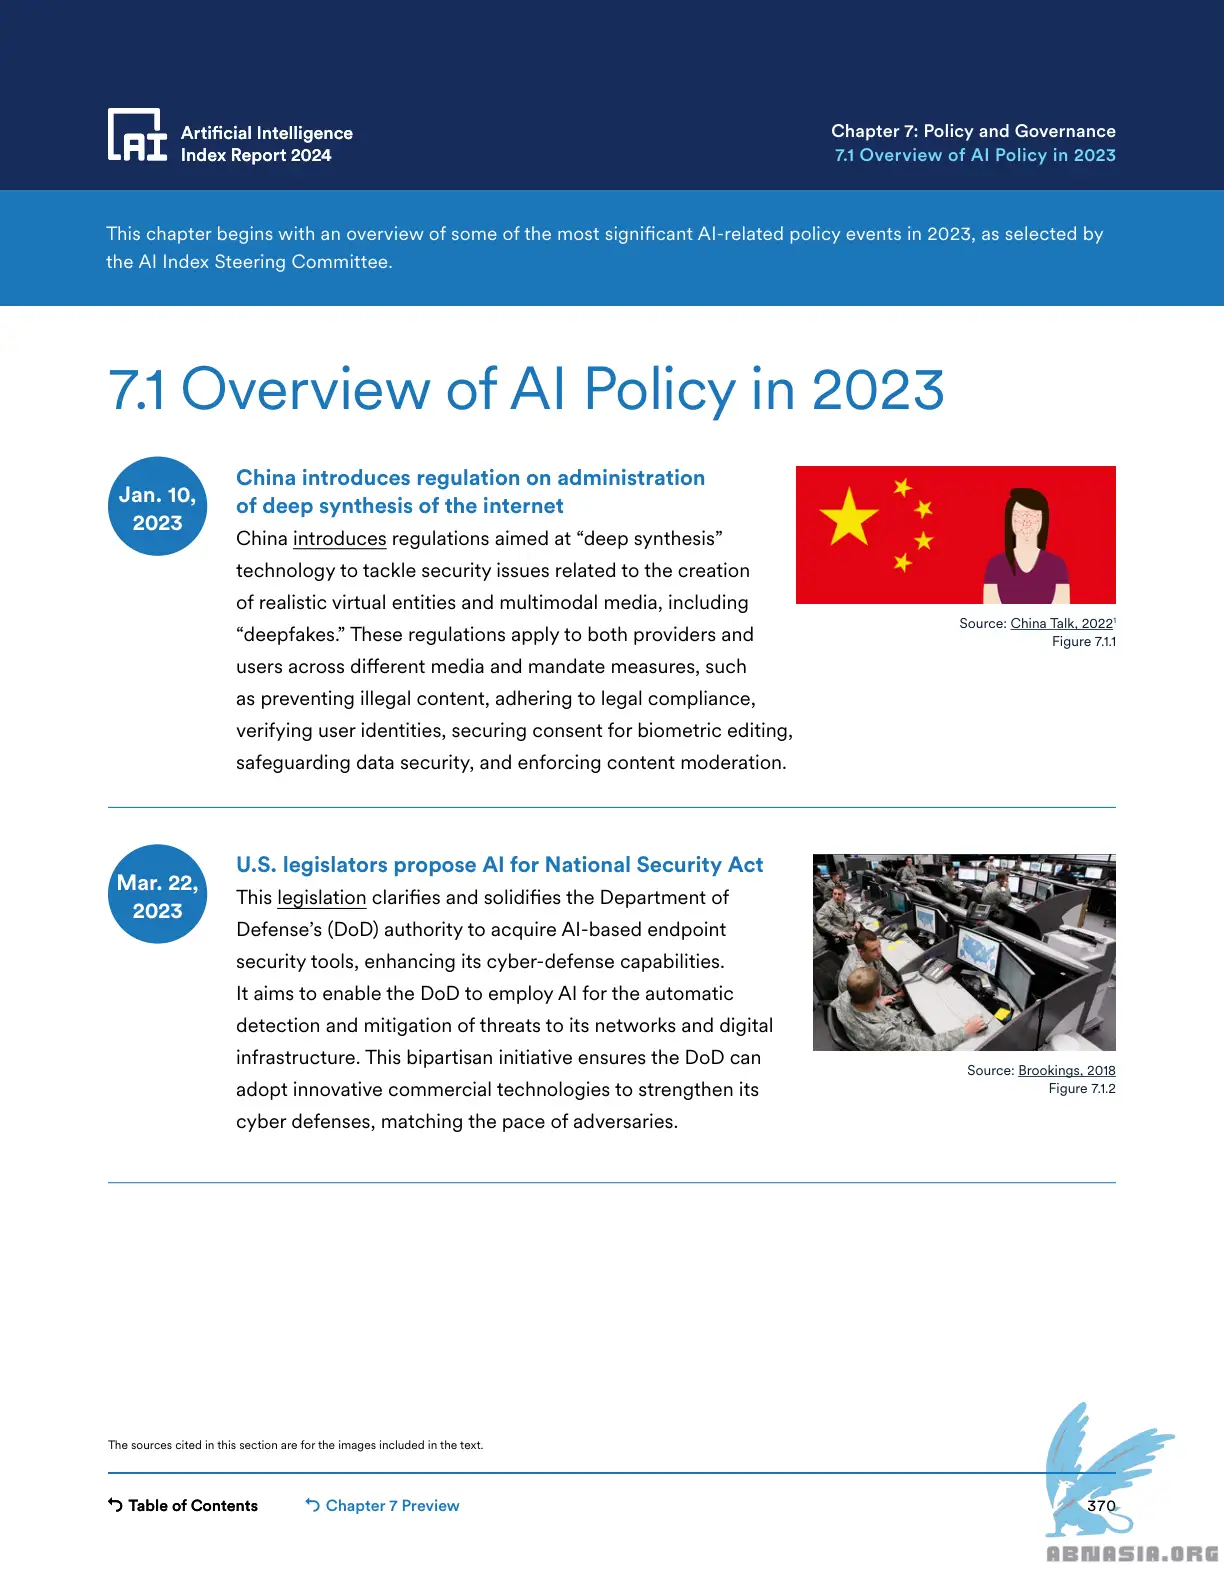 Artificial Intelligence
Index Report 2024
Chapter 7: Policy and Governance
7.1 Overview of AI Policy in 2023
This chapter begins with an overview of some of the most significant AI-related policy events in 2023, as selected by
the AI Index Steering Committee.
7.1 Overview of AI Policy in 2023
Jan. 10,
2023
China introduces regulation on administration
of deep synthesis of the internet
China introduces regulations aimed at “deep synthesis”
technology to tackle security issues related to the creation
of realistic virtual entities and multimodal media, including
“deepfakes.” These regulations apply to both providers and
users across different media and mandate measures, such
as preventing illegal content, adhering to legal compliance,
verifying user identities, securing consent for biometric editing,
safeguarding data security, and enforcing content moderation.
Source: China Talk, 2022¹
Figure 7.1.1
Mar. 22,
2023
U.S. legislators propose AI for National Security Act
This legislation clarifies and solidifies the Department of
Defense’s (DoD) authority to acquire AI-based endpoint
security tools, enhancing its cyber-defense capabilities.
It aims to enable the DoD to employ AI for the automatic
detection and mitigation of threats to its networks and digital
infrastructure. This bipartisan initiative ensures the DoD can
adopt innovative commercial technologies to strengthen its
cyber defenses, matching the pace of adversaries.
Source: Brookings, 2018
Figure 7.1.2
The sources cited in this section are for the images included in the text.
Table of Contents
Chapter 7 Preview
370
ABNASIA.ORG